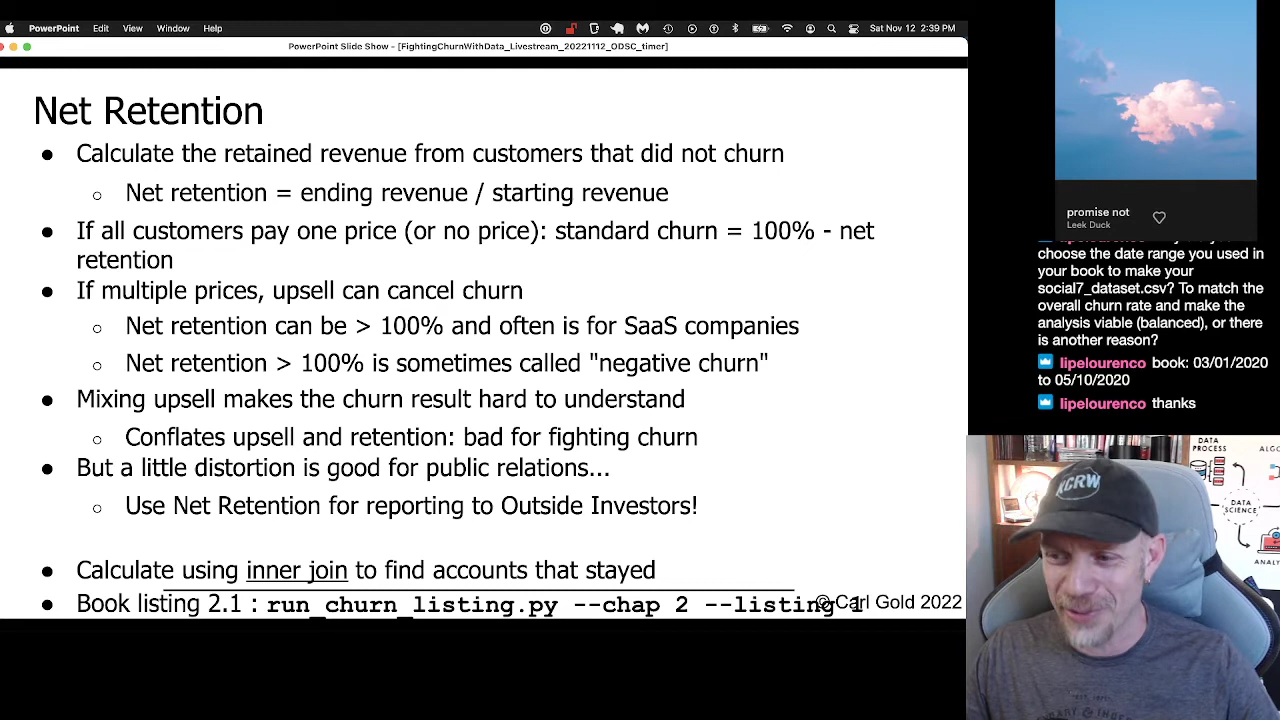 PowerPoint Edit View Window Help Sat Nov 12 2:39 PM
PowerPoint Slide Show - [FightingChurnWithData_Livestream_20221112_ODSC_timer]
Net Retention
● Calculate the retained revenue from customers that did not churn
○ Net retention = ending revenue / starting revenue
● If all customers pay one price (or no price): standard churn = 100% - net
retention
● If multiple prices, upsell can cancel churn
○ Net retention can be > 100% and often is for SaaS companies
○ Net retention > 100% is sometimes called "negative churn"
● Mixing upsell makes the churn result hard to understand
○ Conflates upsell and retention: bad for fighting churn
● But a little distortion is good for public relations...
○ Use Net Retention for reporting to Outside Investors!
● Calculate using inner join to find accounts that stayed
● Book listing 2.1 : run_churn_listing.py --chap 2 --listing 1
© Carl Gold 2022
promise not
Leek Duck
choose the date range you used in
your book to make your
social7_dataset.csv? To match the
overall churn rate and make the
analysis viable (balanced), or there
is another reason?
lipelourenco book: 03/01/2020
to 05/10/2020
lipelourenco thanks
KCRW
DATA
PROCESS
DATA
SCIENCE